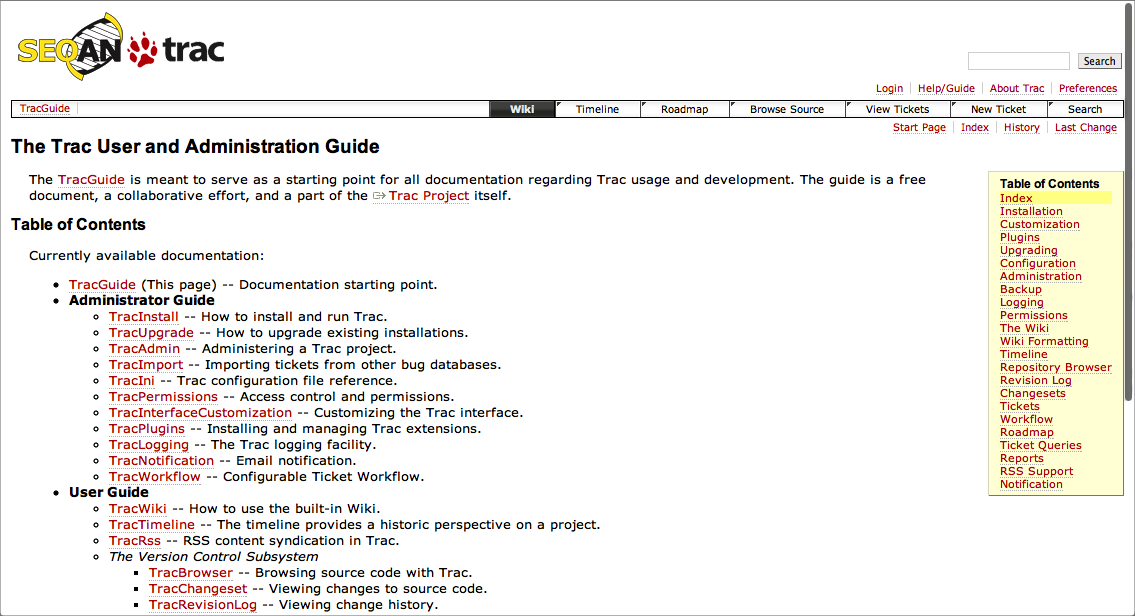 SEQAN trac
Search
Login Help/Guide About Trac Preferences
TracGuide Wiki Timeline Roadmap Browse Source View Tickets New Ticket Search
Start Page Index History Last Change
The Trac User and Administration Guide
The TracGuide is meant to serve as a starting point for all documentation regarding Trac usage and development. The guide is a free
document, a collaborative effort, and a part of the Trac Project itself.
Table of Contents
Currently available documentation:
• TracGuide (This page) -- Documentation starting point.
• Administrator Guide
TracInstall -- How to install and run Trac.
TracUpgrade -- How to upgrade existing installations.
TracAdmin -- Administering a Trac project.
TracImport -- Importing tickets from other bug databases.
TracIni -- Trac configuration file reference.
TracPermissions -- Access control and permissions.
TracInterfaceCustomization -- Customizing the Trac interface.
TracPlugins -- Installing and managing Trac extensions.
TracLogging -- The Trac logging facility.
TracNotification -- Email notification.
TracWorkflow -- Configurable Ticket Workflow.
• User Guide
TracWiki -- How to use the built-in Wiki.
TracTimeline -- The timeline provides a historic perspective on a project.
TracRss -- RSS content syndication in Trac.
The Version Control Subsystem
TracBrowser -- Browsing source code with Trac.
TracChangeset -- Viewing changes to source code.
TracRevisionLog -- Viewing change history.
Table of Contents
Index
Installation
Customization
Plugins
Upgrading
Configuration
Administration
Backup
Logging
Permissions
The Wiki
Wiki Formatting
Timeline
Repository Browser
Revision Log
Changesets
Tickets
Workflow
Roadmap
Ticket Queries
Reports
RSS Support
Notification